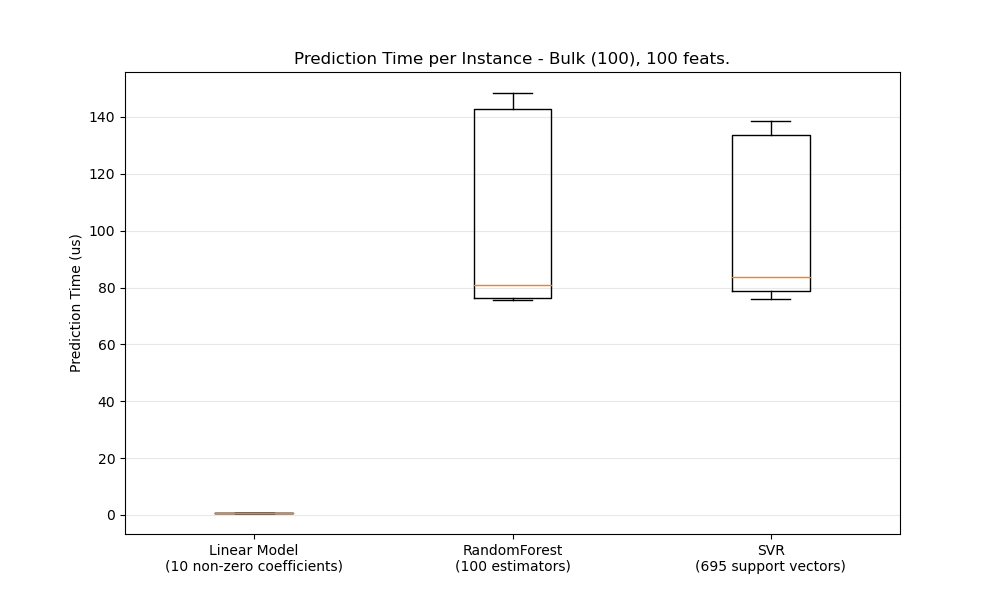 Prediction Time per Instance - Bulk (100), 100 feats.
Prediction Time (us)
140
120
100
80
60
40
20
0
Linear Model
(10 non-zero coefficients)
RandomForest
(100 estimators)
SVR
(695 support vectors)